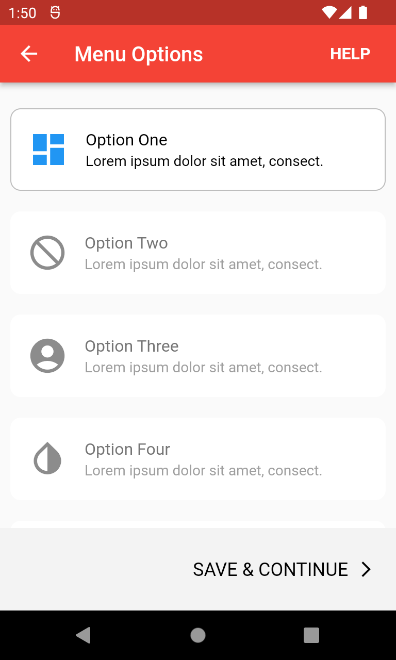 1:50
Menu Options
HELP
Option One
Lorem ipsum dolor sit amet, consect.
Option Two
Lorem ipsum dolor sit amet, consect.
Option Three
Lorem ipsum dolor sit amet, consect.
Option Four
Lorem ipsum dolor sit amet, consect.
SAVE & CONTINUE